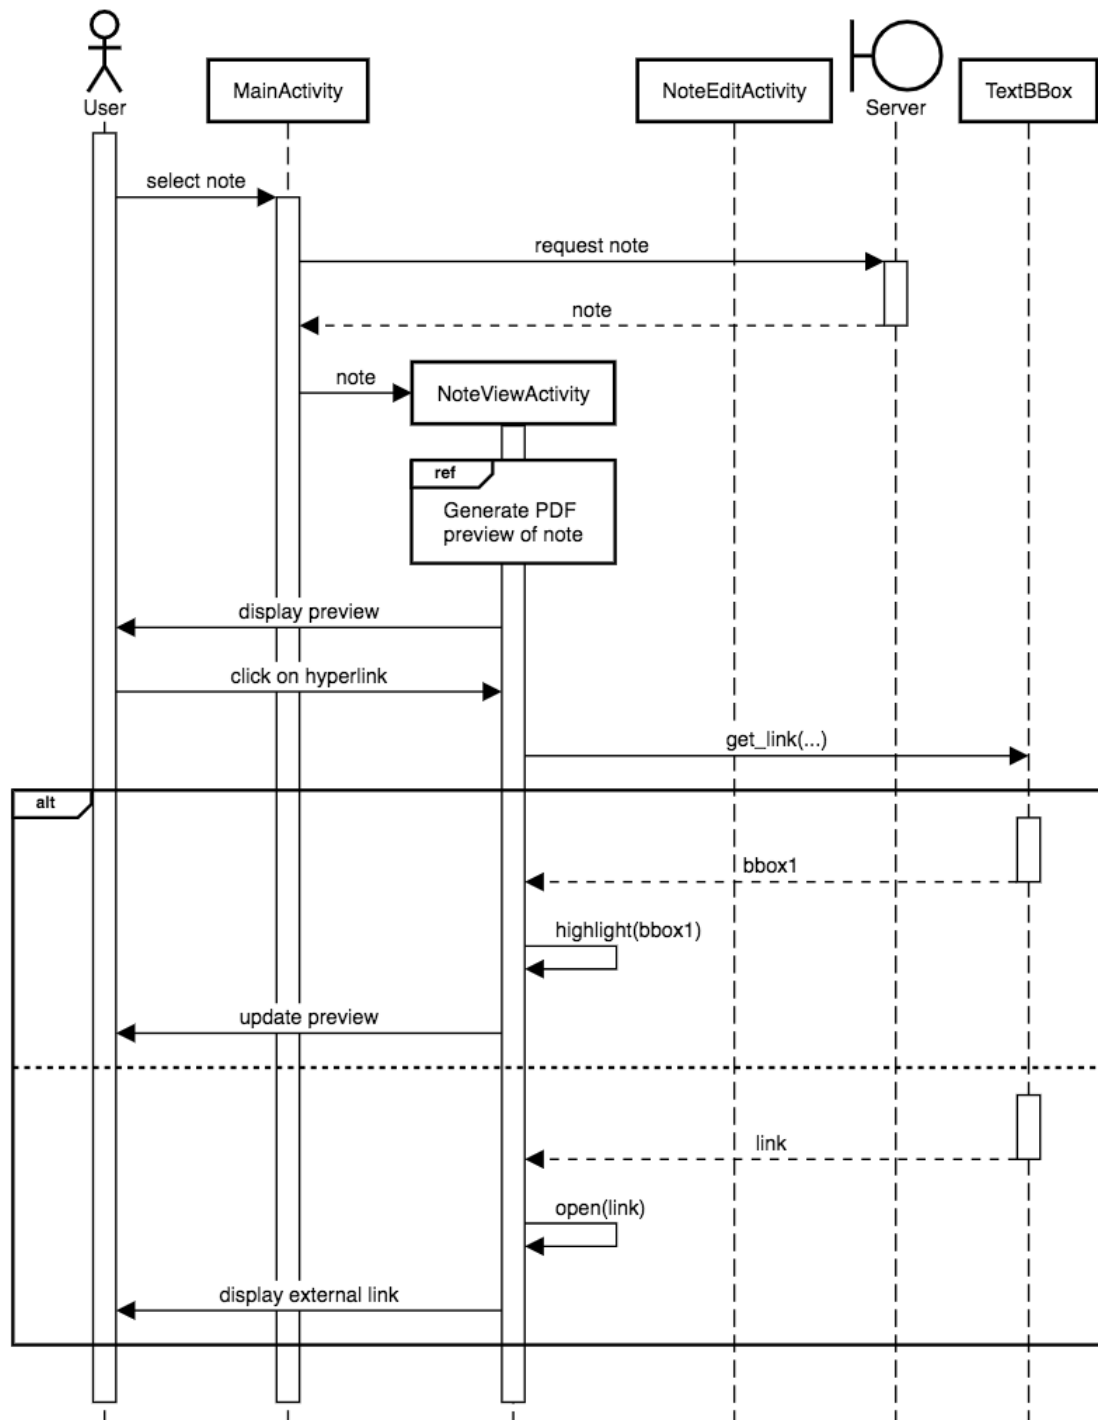 User
MainActivity
NoteEditActivity
Server
TextBBox
select note
request note
note
note
NoteViewActivity
ref
Generate PDF
preview of note
display preview
click on hyperlink
get_link(...)
alt
bbox1
highlight(bbox1)
update preview
link
open(link)
display external link